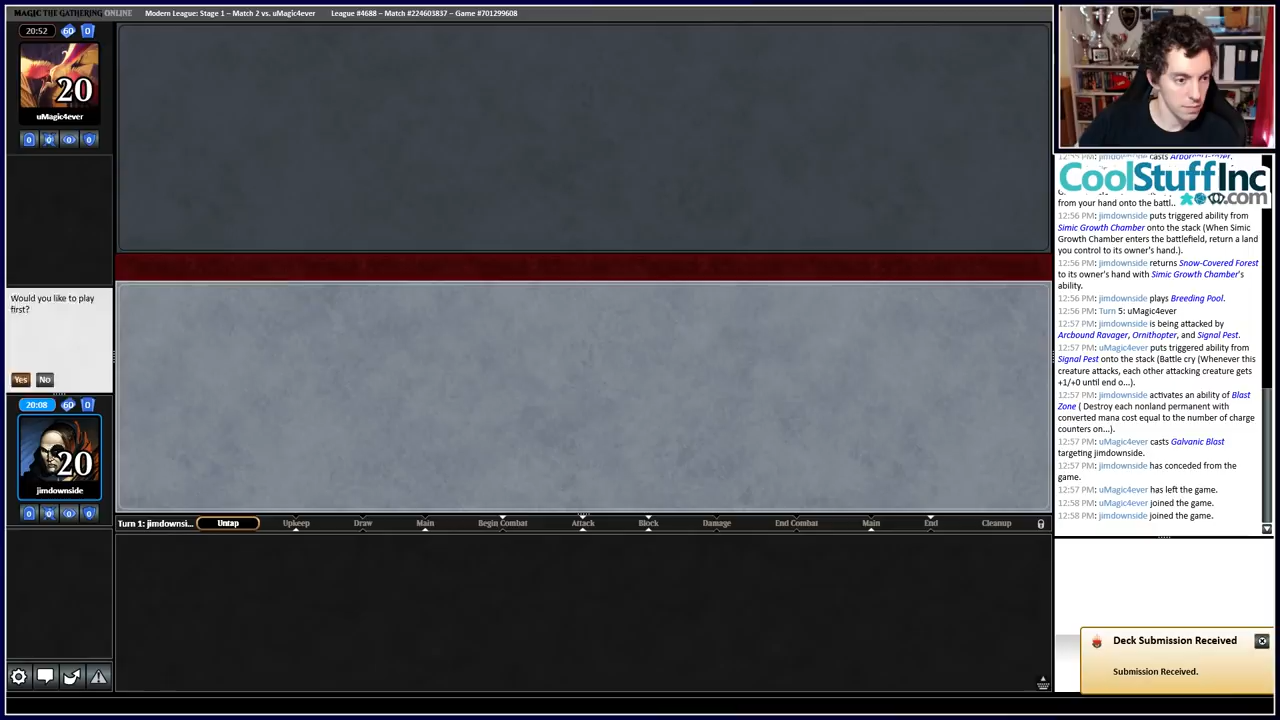 MAGIC THE GATHERING ONLINE
Modern League: Stage 1 – Match 2 vs. uMagic4ever
League #4688 – Match #224603837 – Game #701299608
20:52
60
0
20
uMagic4ever
0
0
0
0
Would you like to play
first?
Yes
No
20:08
60
0
20
jimdownside
0
0
0
0
Turn 1: jimdownsi...
Untap
Upkeep
Draw
Main
Begin Combat
Attack
Block
Damage
End Combat
Main
End
Cleanup
CoolStuffInc
.com
from your hand onto the battl..
12:56 PM: jimdownside puts triggered ability from
Simic Growth Chamber onto the stack (When Simic
Growth Chamber enters the battlefield, return a land
you control to its owner's hand.).
12:56 PM: jimdownside returns Snow-Covered Forest
to its owner's hand with Simic Growth Chamber's
ability.
12:56 PM: jimdownside plays Breeding Pool.
12:56 PM: Turn 5: uMagic4ever
12:57 PM: jimdownside is being attacked by
Arcbound Ravager, Ornithopter, and Signal Pest.
12:57 PM: uMagic4ever puts triggered ability from
Signal Pest onto the stack (Battle cry (Whenever this
creature attacks, each other attacking creature gets
+1/+0 until end o...).
12:57 PM: jimdownside activates an ability of Blast
Zone ( Destroy each nonland permanent with
converted mana cost equal to the number of charge
counters on...).
12:57 PM: uMagic4ever casts Galvanic Blast
targeting jimdownside.
12:57 PM: jimdownside has conceded from the
game.
12:57 PM: uMagic4ever has left the game.
12:58 PM: uMagic4ever joined the game.
12:58 PM: jimdownside joined the game.
Deck Submission Received
Submission Received.